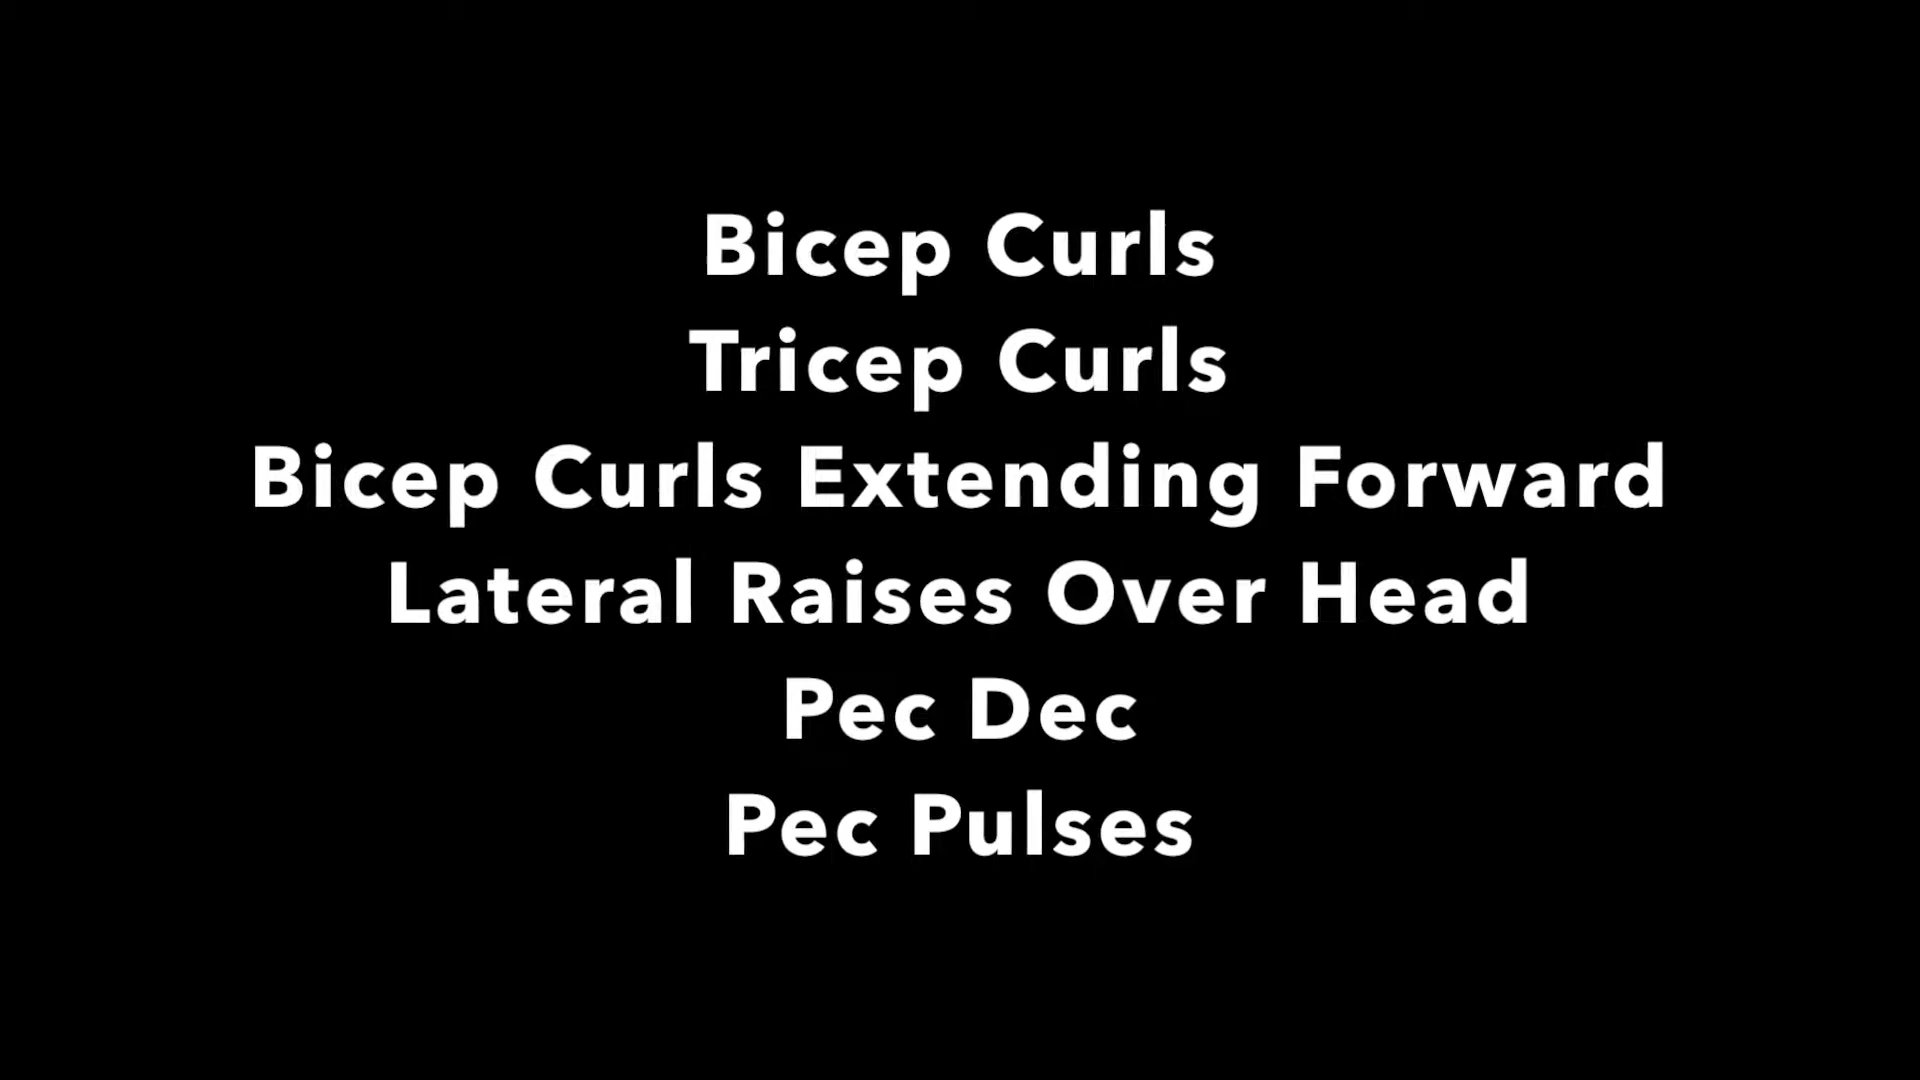 Bicep Curls
Tricep Curls
Bicep Curls Extending Forward
Lateral Raises Over Head
Pec Dec
Pec Pulses